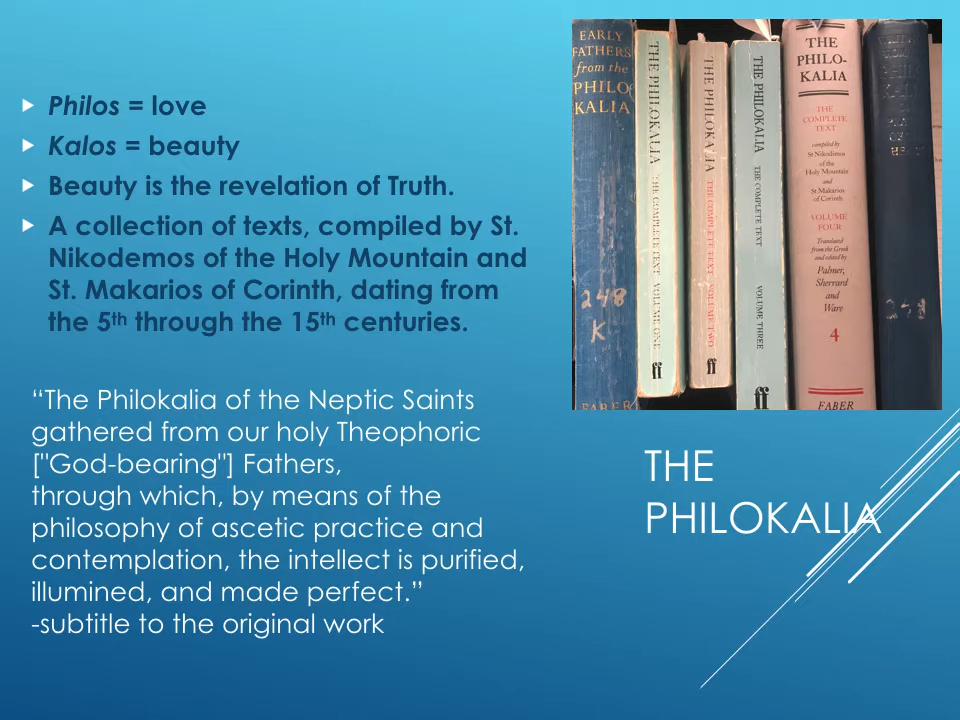 Philos = love
Kalos = beauty
Beauty is the revelation of Truth.
A collection of texts, compiled by St.
Nikodemos of the Holy Mountain and
St. Makarios of Corinth, dating from
the 5th through the 15th centuries.
“The Philokalia of the Neptic Saints
gathered from our holy Theophoric
["God-bearing"] Fathers,
through which, by means of the
philosophy of ascetic practice and
contemplation, the intellect is purified,
illumined, and made perfect.”
-subtitle to the original work
EARLY
FATHERS
from the
PHILO
KALIA
248
K
FABER
THE PHILOKALIA THE COMPLETE TEXT VOLUME ONE
ff
THE PHILOKALIA THE COMPLETE TEXT VOLUME TWO
ff
THE PHILOKALIA THE COMPLETE TEXT VOLUME THREE
ff
THE
PHILO-
KALIA
THE
COMPLETE
TEXT
compiled by
St Nikodimos
of the
Holy Mountain
and
St Makarios
of Corinth
VOLUME
FOUR
Translated
from the Greek
and edited by
Palmer,
Sherrard
and
Ware
4
FABER
THE
PHILOKALIA